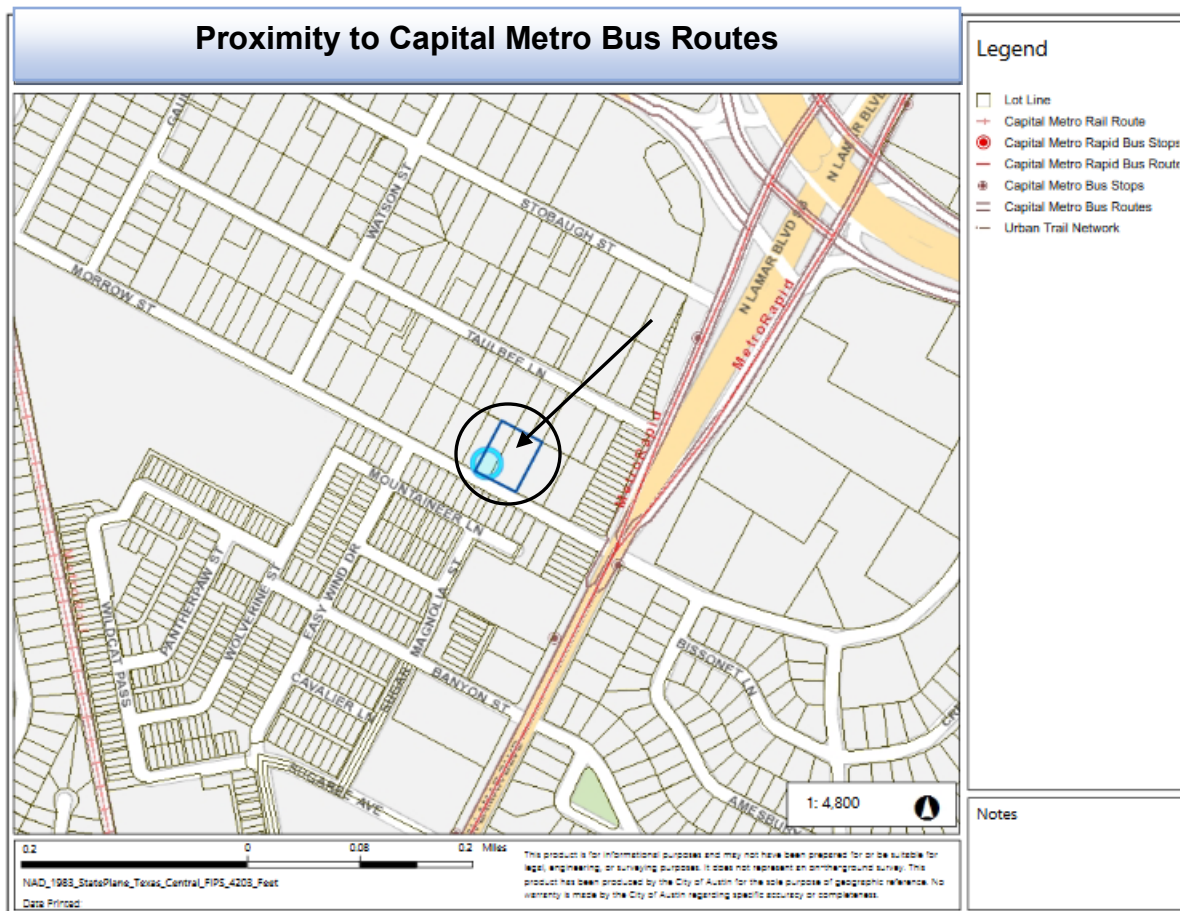 Proximity to Capital Metro Bus Routes
Legend
Lot Line
Capital Metro Rail Route
Capital Metro Rapid Bus Stops
Capital Metro Rapid Bus Route
Capital Metro Bus Stops
Capital Metro Bus Routes
Urban Trail Network
N LAMAR BLVD
N LAMAR BLVD SB
WATSON ST
STOBAUGH ST
MORROW ST
MetroRapid
TAULBEE LN
MetroRapid
MOUNTAINEER LN
PANTHERPAW ST
WOLVERINE ST
EASY WIND DR
MAGNOLIA ST
WILDCAT PASS
BISSONET LN
BANYON ST
CAVALIER LN
SUGAR
SUGAREE AVE
AMESBURY
1: 4,800
Notes
0.2
0
0.08
0.2 Miles
NAD_1983_StatePlane_Texas_Central_FIPS_4203_Feet
Date Printed:
This product is for informational purposes and may not have been prepared for or be suitable for
legal, engineering, or surveying purposes. It does not represent an on-the-ground survey. This
product has been produced by the City of Austin for the sole purpose of geographic reference. No
warranty is made by the City of Austin regarding specific accuracy or completeness.